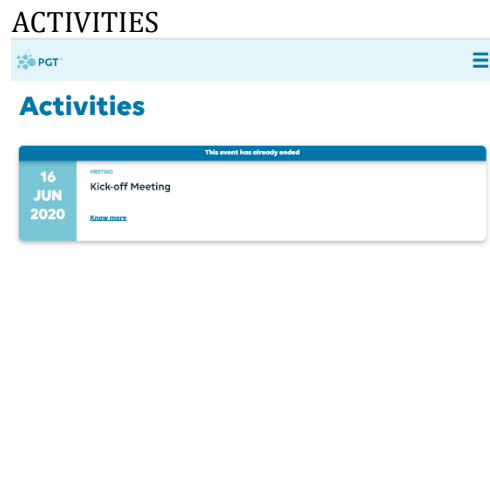 ACTIVITIES
PGT
Activities
This event has already ended
16
JUN
2020
MEETING
Kick-off Meeting
Know more